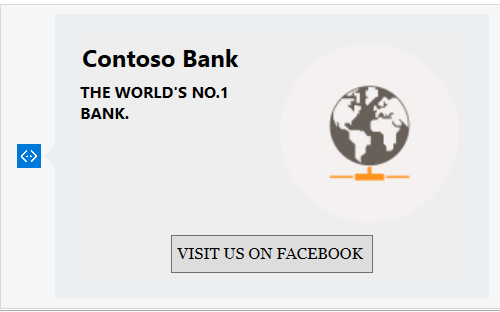 Contoso Bank
THE WORLD'S NO.1
BANK.
VISIT US ON FACEBOOK